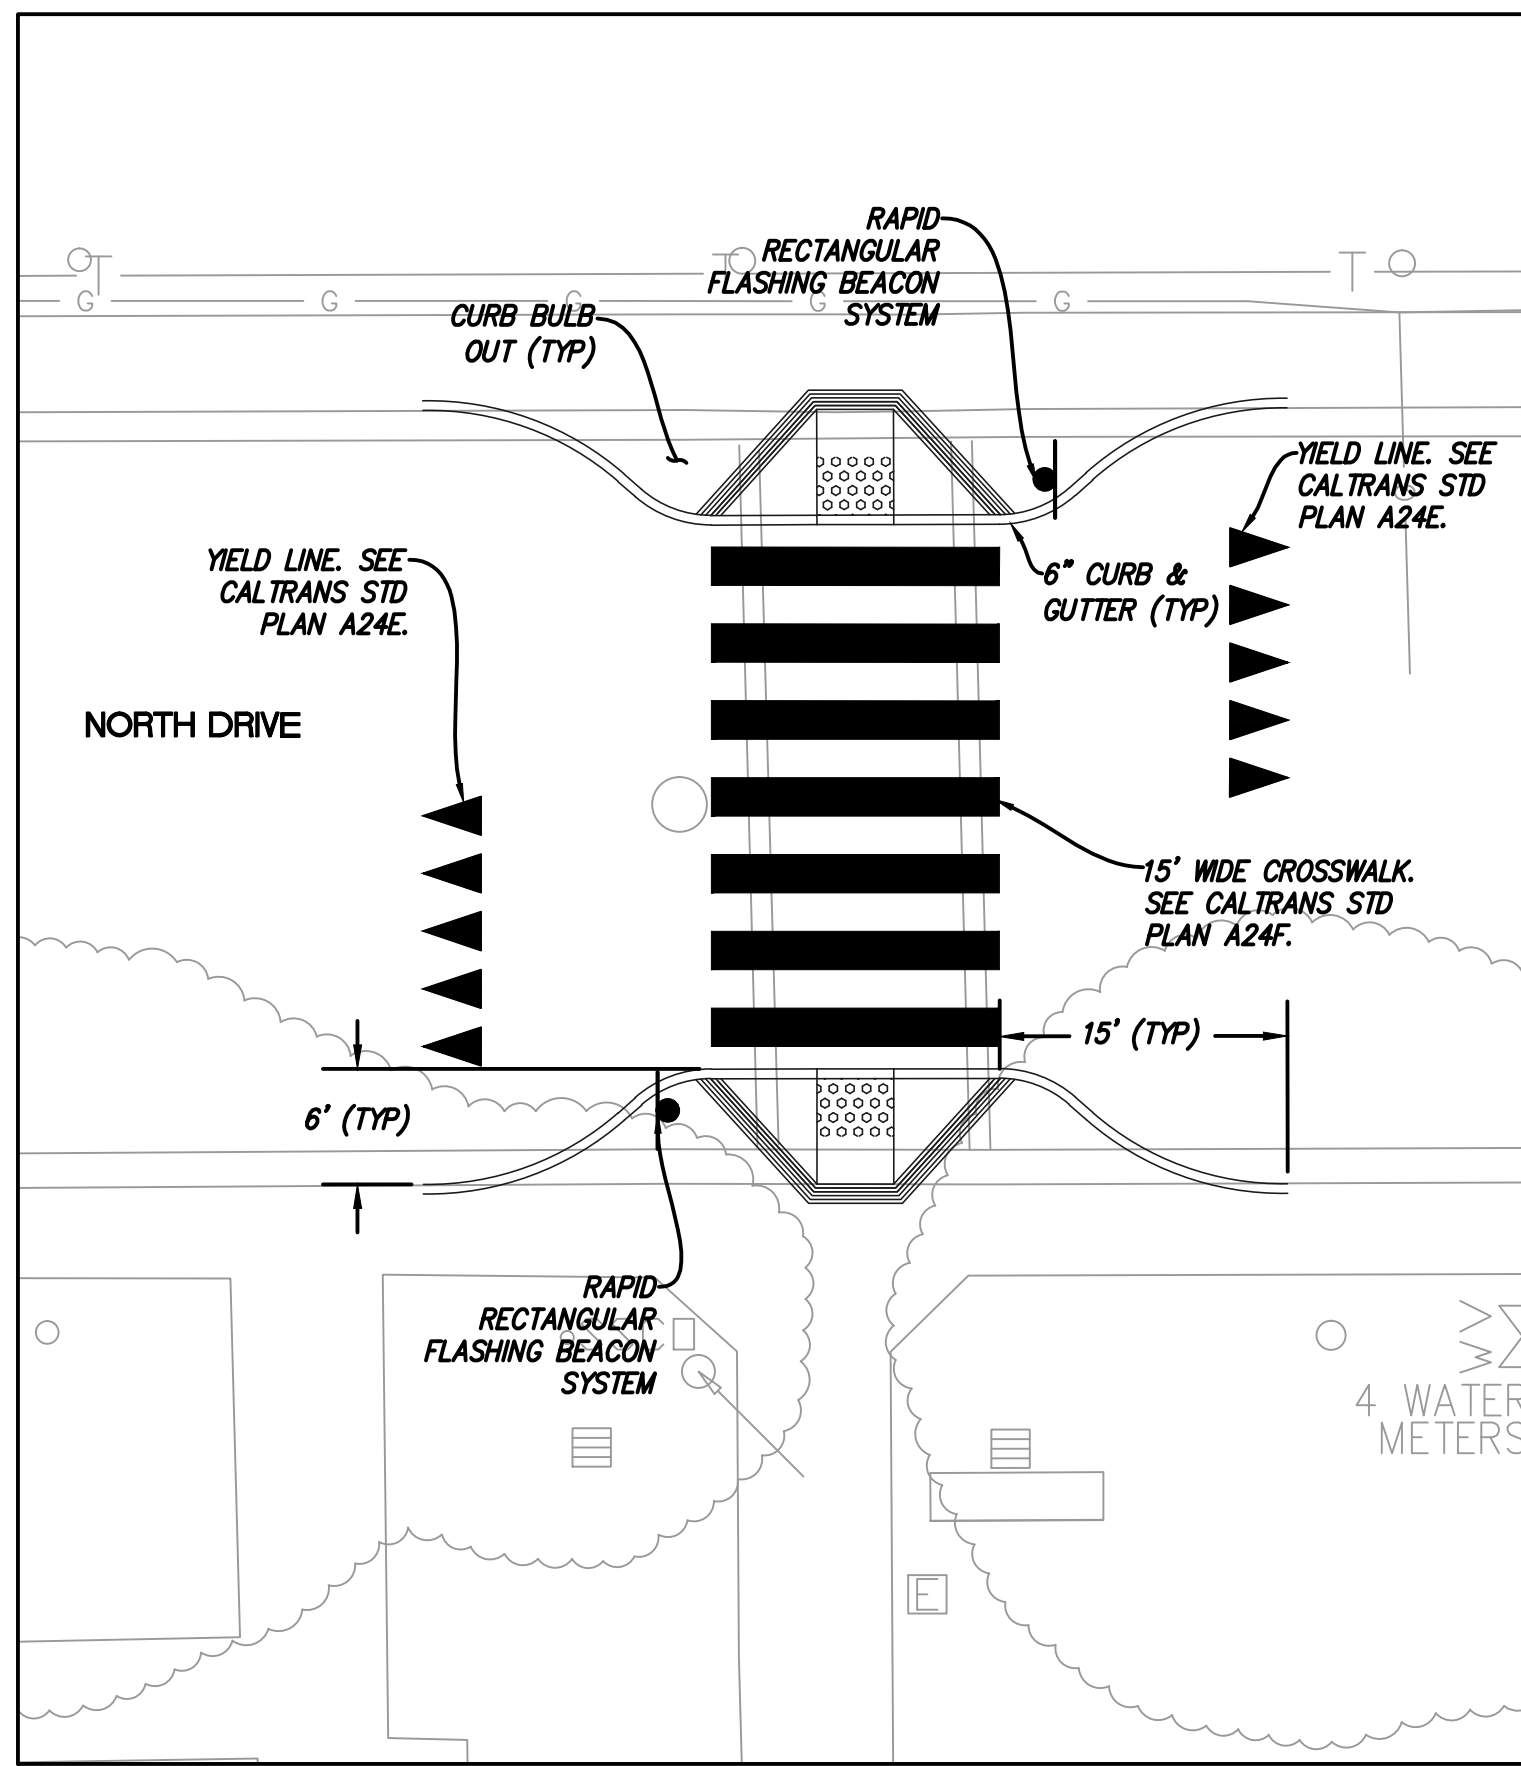 RAPID
RECTANGULAR
FLASHING BEACON
SYSTEM
T
T
T
G
G
G
G
G
CURB BULB
OUT (TYP)
YIELD LINE. SEE
CALTRANS STD
PLAN A24E.
YIELD LINE. SEE
CALTRANS STD
PLAN A24E.
6" CURB &
GUTTER (TYP)
NORTH DRIVE
15' WIDE CROSSWALK.
SEE CALTRANS STD
PLAN A24F.
15' (TYP)
6' (TYP)
RAPID
RECTANGULAR
FLASHING BEACON
SYSTEM
4 WATER
METERS
E